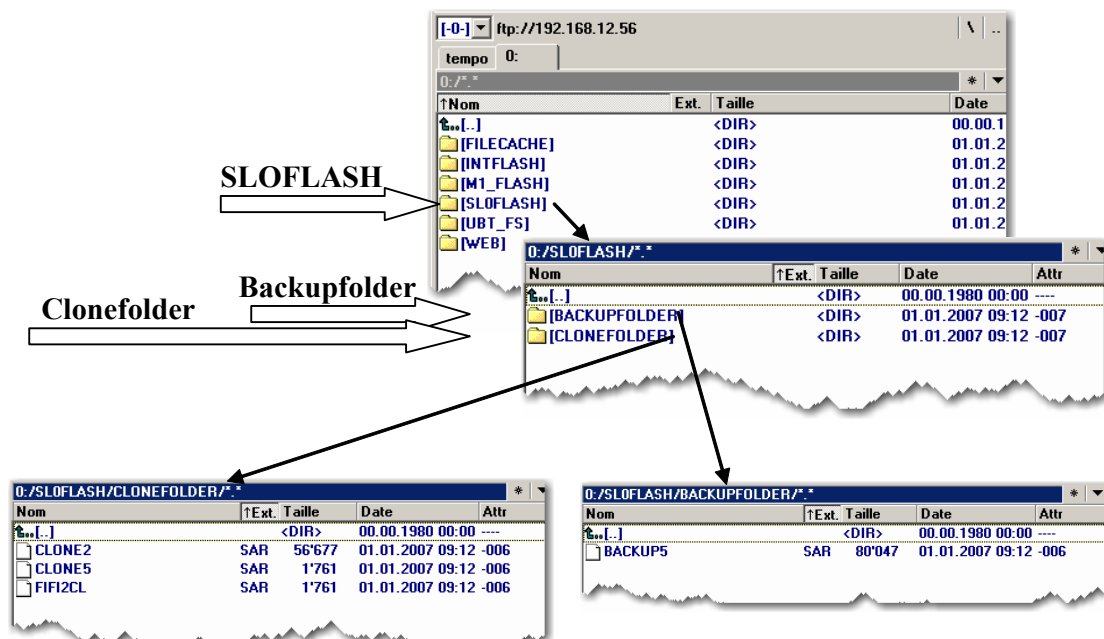 [-0-] ftp://192.168.12.56 \ ..
tempo 0:
0:/*.* *
↑Nom Ext. Taille Date
[..] <DIR> 00.00.1
[FILECACHE] <DIR> 01.01.2
[INTFLASH] <DIR> 01.01.2
[M1_FLASH] <DIR> 01.01.2
SLOFLASH
[SL0FLASH] <DIR> 01.01.2
[UBT_FS] <DIR> 01.01.2
[WEB]
0:/SL0FLASH/*.* *
Nom ↑Ext. Taille Date Attr
[..] <DIR> 00.00.1980 00:00 ----
Backupfolder
[BACKUPFOLDER] <DIR> 01.01.2007 09:12 -007
Clonefolder
[CLONEFOLDER] <DIR> 01.01.2007 09:12 -007
0:/SL0FLASH/CLONEFOLDER/*.* *
Nom ↑Ext. Taille Date Attr
[..] <DIR> 00.00.1980 00:00 ----
CLONE2 SAR 56'677 01.01.2007 09:12 -006
CLONE5 SAR 1'761 01.01.2007 09:12 -006
FIFI2CL SAR 1'761 01.01.2007 09:12 -006
0:/SL0FLASH/BACKUPFOLDER/*.* *
Nom ↑Ext. Taille Date Attr
[..] <DIR> 00.00.1980 00:00 ----
BACKUP5 SAR 80'047 01.01.2007 09:12 -006